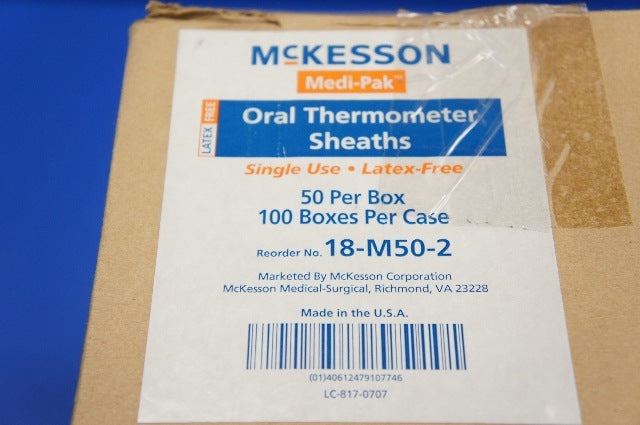 McKESSON
Medi-Pak™
LATEX FREE
Oral Thermometer
Sheaths
Single Use • Latex-Free
50 Per Box
100 Boxes Per Case
Reorder No. 18-M50-2
Marketed By McKesson Corporation
McKesson Medical-Surgical, Richmond, VA 23228
Made in the U.S.A.
(01)40612479107746
LC-817-0707